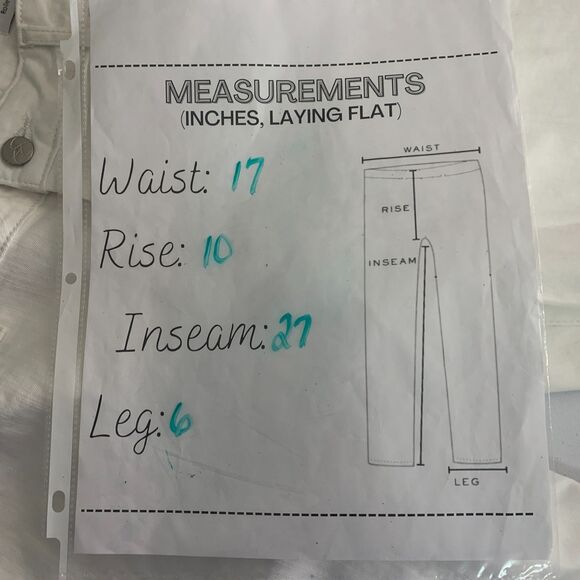 MEASUREMENTS
(INCHES, LAYING FLAT)
Waist: 17
Rise: 10
Inseam: 27
Leg: 6
WAIST
RISE
INSEAM
LEG